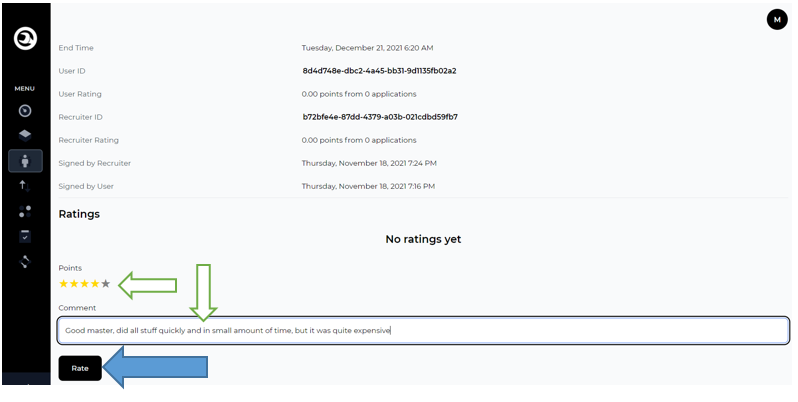 M
End Time Tuesday, December 21, 2021 6:20 AM
User ID 8d4d748e-dbc2-4a45-bb31-9d1135fb02a2
MENU
User Rating 0.00 points from 0 applications
Recruiter ID b72bfe4e-87dd-4379-a03b-021cdbd59fb7
Recruiter Rating 0.00 points from 0 applications
Signed by Recruiter Thursday, November 18, 2021 7:24 PM
Signed by User Thursday, November 18, 2021 7:16 PM
Ratings
No ratings yet
Points
Comment
Good master, did all stuff quickly and in small amount of time, but it was quite expensive
Rate